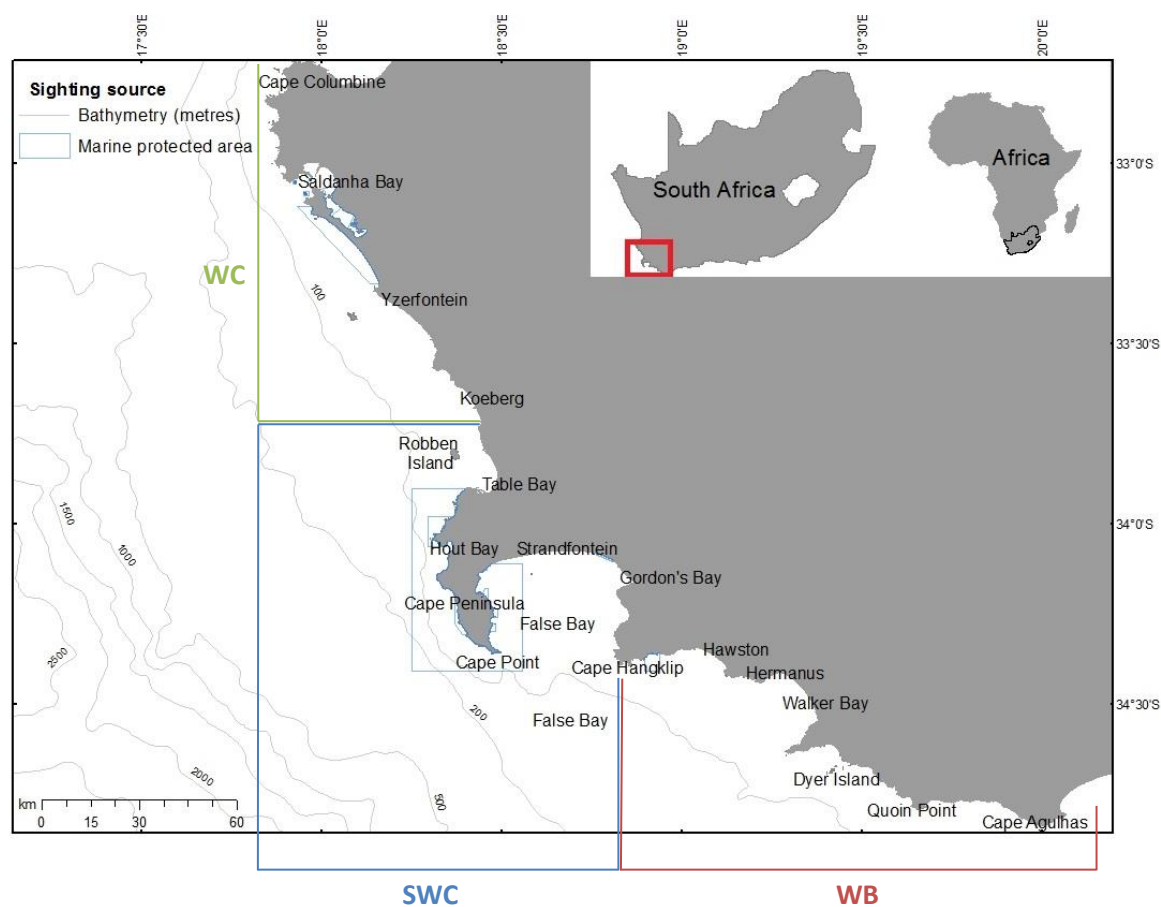 17°30'E
18°0'E
18°30'E
19°0'E
19°30'E
20°0'E
Sighting source
Bathymetry (metres)
Marine protected area
Cape Columbine
South Africa
Africa
33°0'S
Saldanha Bay
WC
100
Yzerfontein
33°30'S
Koeberg
Robben
Island
Table Bay
1500
1000
34°0'S
Hout Bay
Strandfontein
Gordon's Bay
Cape Peninsula
False Bay
2500
Cape Point
Cape Hangklip
Hawston
Hermanus
Walker Bay
34°30'S
200
False Bay
2000
500
Dyer Island
Quoin Point
Cape Agulhas
km
0 15 30 60
SWC
WB